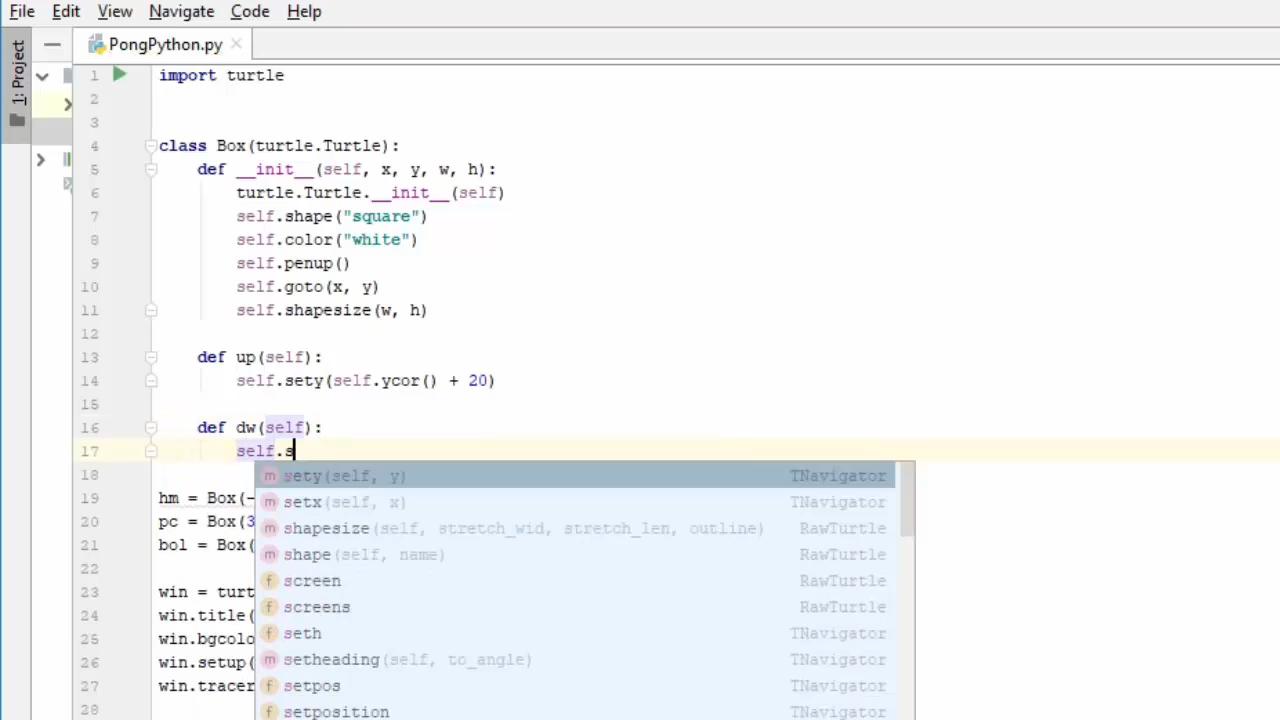 File Edit View Navigate Code Help
1: Project
PongPython.py
1 import turtle
2
3
4 class Box(turtle.Turtle):
5 def __init__(self, x, y, w, h):
6 turtle.Turtle.__init__(self)
7 self.shape("square")
8 self.color("white")
9 self.penup()
10 self.goto(x, y)
11 self.shapesize(w, h)
12
13 def up(self):
14 self.sety(self.ycor() + 20)
15
16 def dw(self):
17 self.s
18 sety(self, y) TNavigator
19 hm = Box(- setx(self, x) TNavigator
20 pc = Box(3 shapesize(self, stretch_wid, stretch_len, outline) RawTurtle
21 bol = Box( shape(self, name) RawTurtle
22 screen RawTurtle
23 win = turt screens RawTurtle
24 win.title( seth TNavigator
25 win.bgcolo
26 win.setup( setheading(self, to_angle) TNavigator
27 win.tracer setpos TNavigator
28 setposition TNavigator